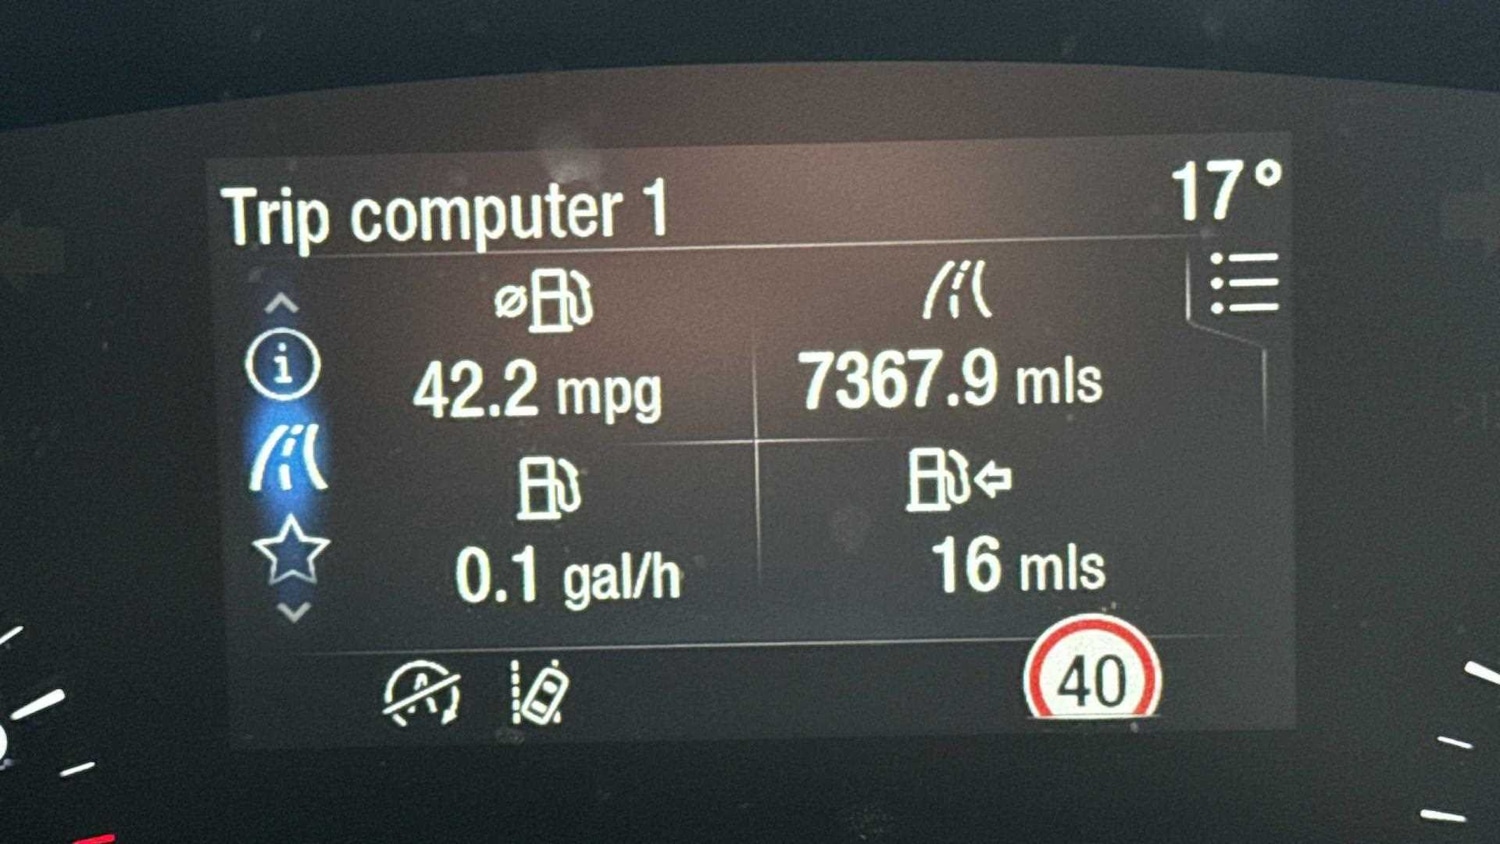 Trip computer 1
17°
42.2 mpg
7367.9 mls
0.1 gal/h
16 mls
40